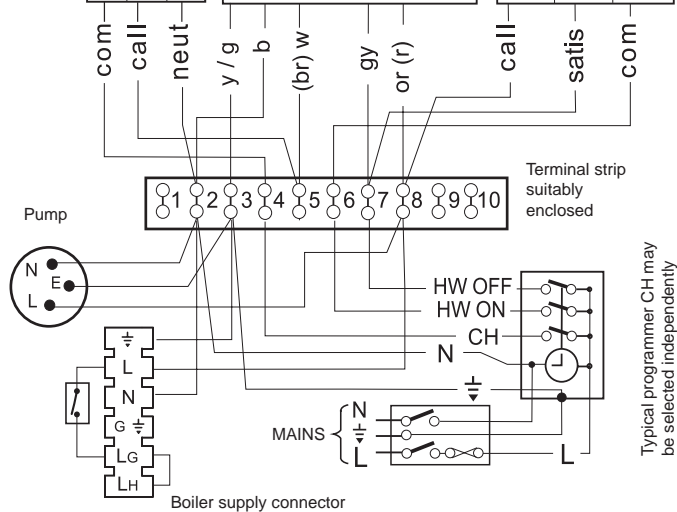 com
call
neut
y / g
b
(br) w
gy
or (r)
call
satis
com
1 2 3 4 5 6 7 8 9 10
Terminal strip
suitably
enclosed
Pump
N
E
L
HW OFF
HW ON
CH
N
L
N
G
LG
LH
MAINS
N
L
L
Boiler supply connector
Typical programmer CH may
be selected independently